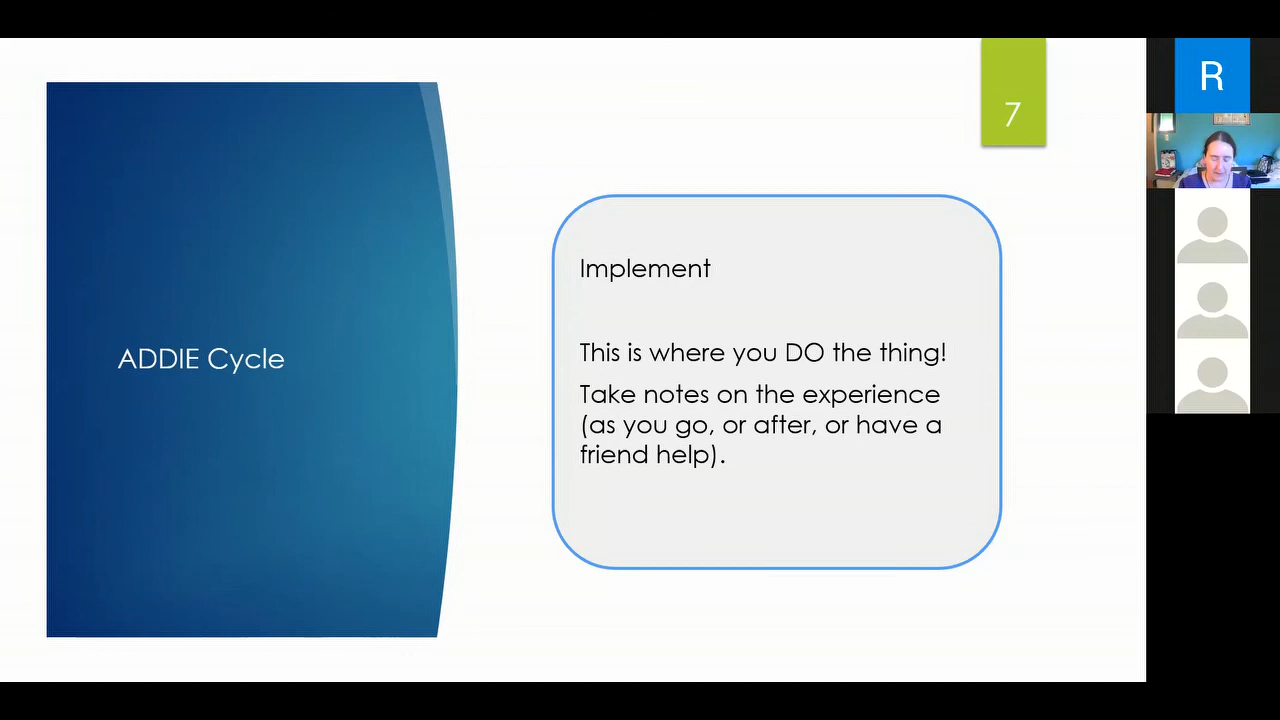 7
R
ADDIE Cycle
Implement
This is where you DO the thing!
Take notes on the experience
(as you go, or after, or have a
friend help).